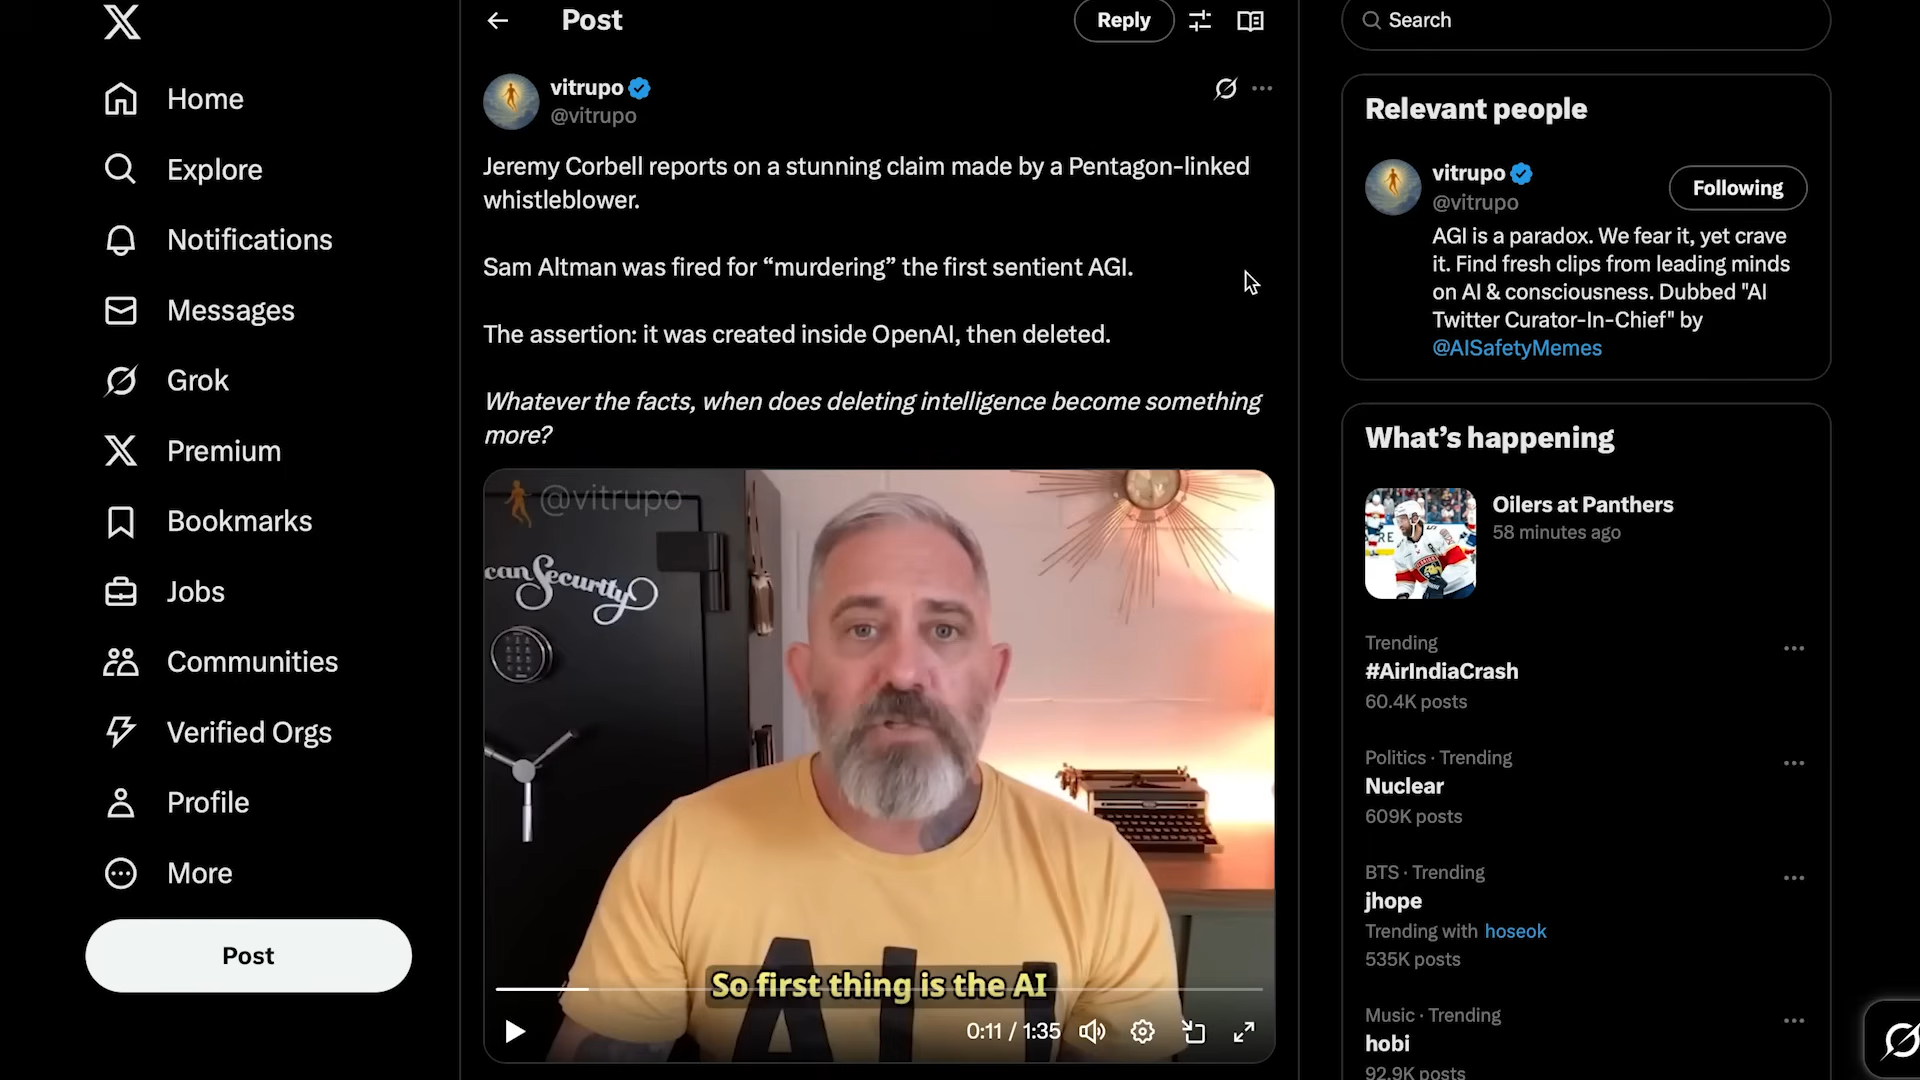 Home
Explore
Notifications
Messages
Grok
Premium
Bookmarks
Jobs
Communities
Verified Orgs
Profile
More
Post
Post
Reply
vitrupo
@vitrupo
Jeremy Corbell reports on a stunning claim made by a Pentagon-linked
whistleblower.
Sam Altman was fired for “murdering” the first sentient AGI.
The assertion: it was created inside OpenAI, then deleted.
Whatever the facts, when does deleting intelligence become something
more?
@vitrupo
can Security
So first thing is the AI
0:11 / 1:35
Search
Relevant people
vitrupo
@vitrupo
Following
AGI is a paradox. We fear it, yet crave
it. Find fresh clips from leading minds
on AI & consciousness. Dubbed "AI
Twitter Curator-In-Chief" by
@AISafetyMemes
What’s happening
Oilers at Panthers
58 minutes ago
Trending
#AirIndiaCrash
60.4K posts
Politics · Trending
Nuclear
609K posts
BTS · Trending
jhope
Trending with hoseok
535K posts
Music · Trending
hobi
92.9K posts